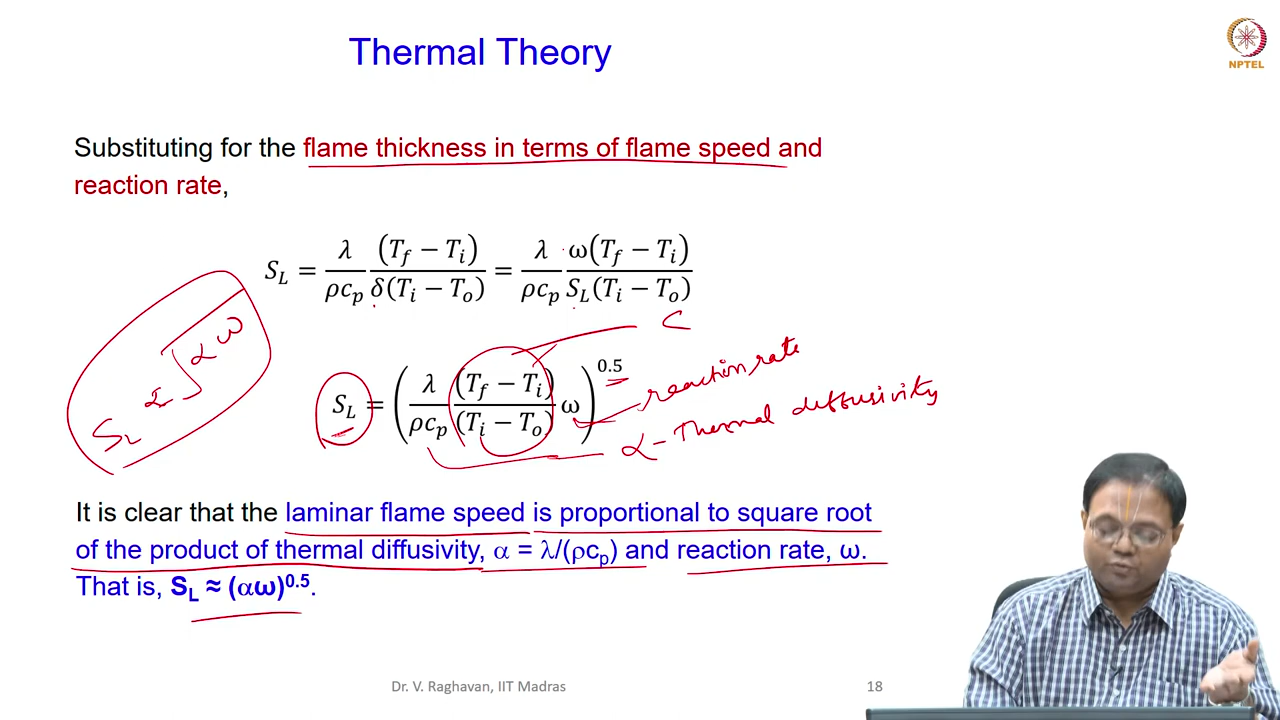 Thermal Theory
NPTEL
Substituting for the flame thickness in terms of flame speed and
reaction rate,
S_L = λ/(ρc_p) (T_f − T_i)/(δ(T_i − T_o)) = λ/(ρc_p) ω(T_f − T_i)/(S_L(T_i − T_o))
S_L ≈ √αω
C
S_L = (λ/(ρc_p) (T_f − T_i)/(T_i − T_o) ω)^0.5
reaction rate
α - Thermal diffusivity
It is clear that the laminar flame speed is proportional to square root
of the product of thermal diffusivity, α = λ/(ρc_p) and reaction rate, ω.
That is, S_L ≈ (αω)^0.5.
Dr. V. Raghavan, IIT Madras
18